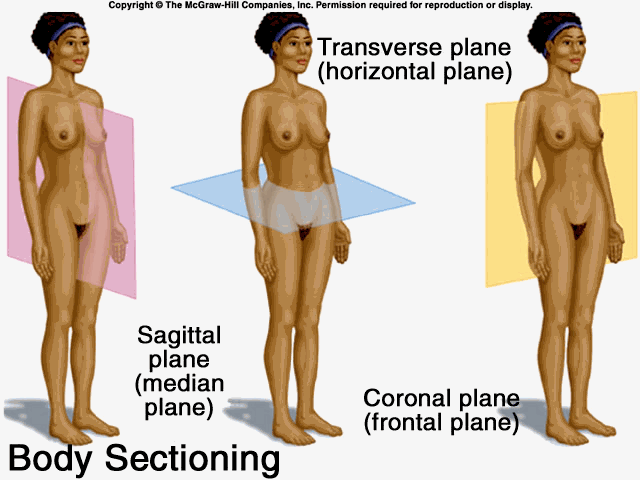 Copyright © The McGraw-Hill Companies, Inc. Permission required for reproduction or display.
Transverse plane
(horizontal plane)
Sagittal
plane
(median
plane)
Coronal plane
(frontal plane)
Body Sectioning